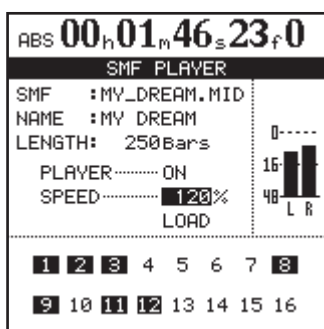 ABS 00h01m46s23f0
SMF PLAYER
SMF :MY_DREAM.MID
NAME :MY DREAM
LENGTH: 250Bars
0-----
PLAYER········· ON
16-
SPEED··········· 120%
48-
L R
LOAD
1 2 3 4 5 6 7 8
9 10 11 12 13 14 15 16